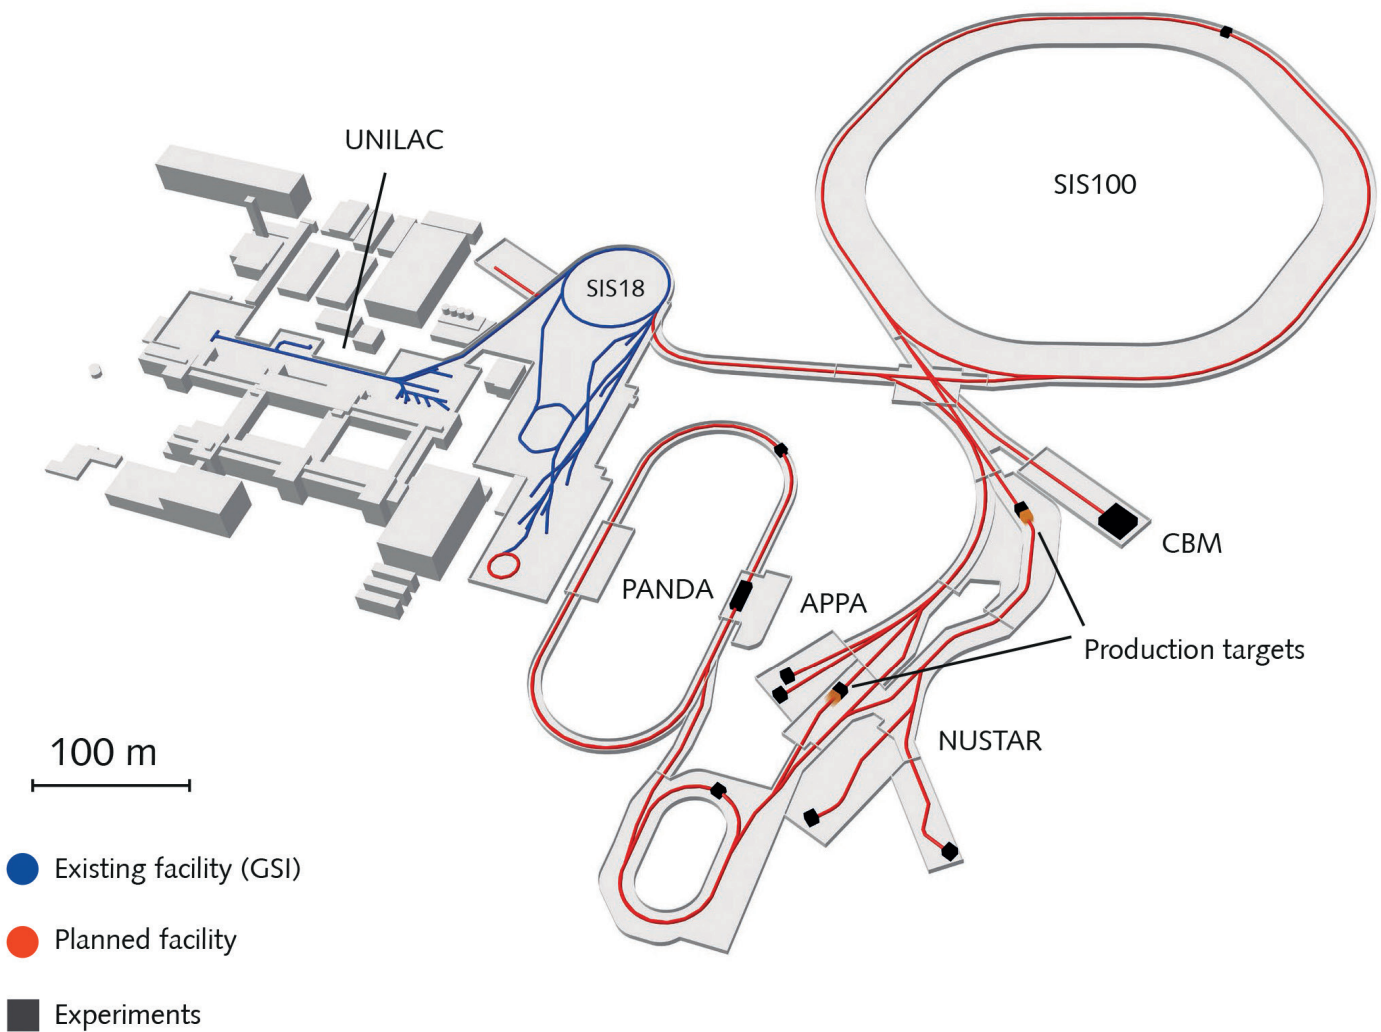 UNILAC
SIS100
SIS18
CBM
PANDA
APPA
Production targets
NUSTAR
100 m
Existing facility (GSI)
Planned facility
Experiments